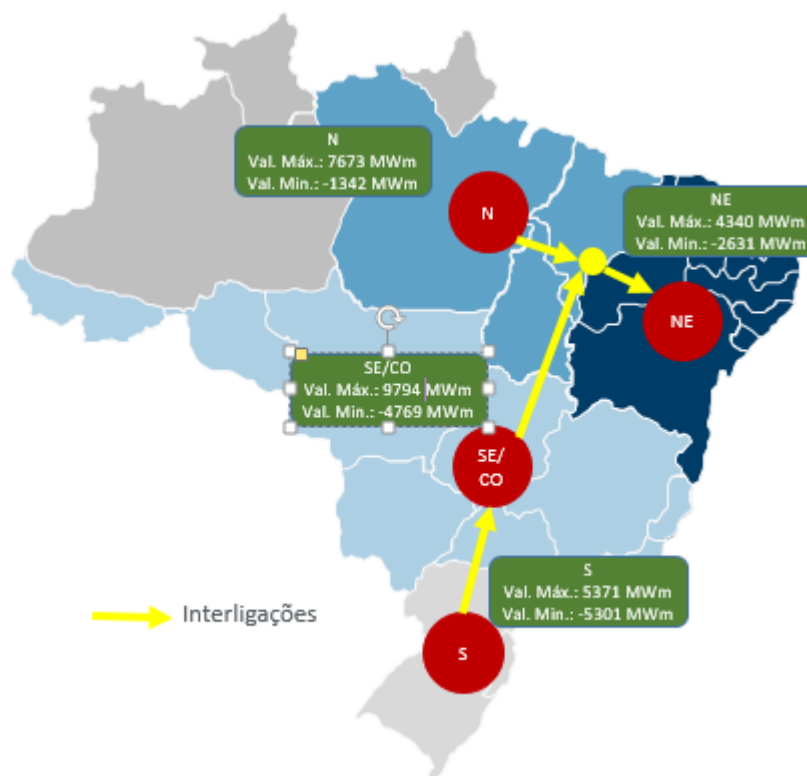 N
Val. Máx.: 7673 MWm
Val. Min.: -1342 MWm
N
NE
Val. Máx.: 4340 MWm
Val. Min.: -2631 MWm
NE
SE/CO
Val. Máx.: 9794 MWm
Val. Min.: -4769 MWm
SE/
CO
S
Val. Máx.: 5371 MWm
Val. Min.: -5301 MWm
Interligações
S